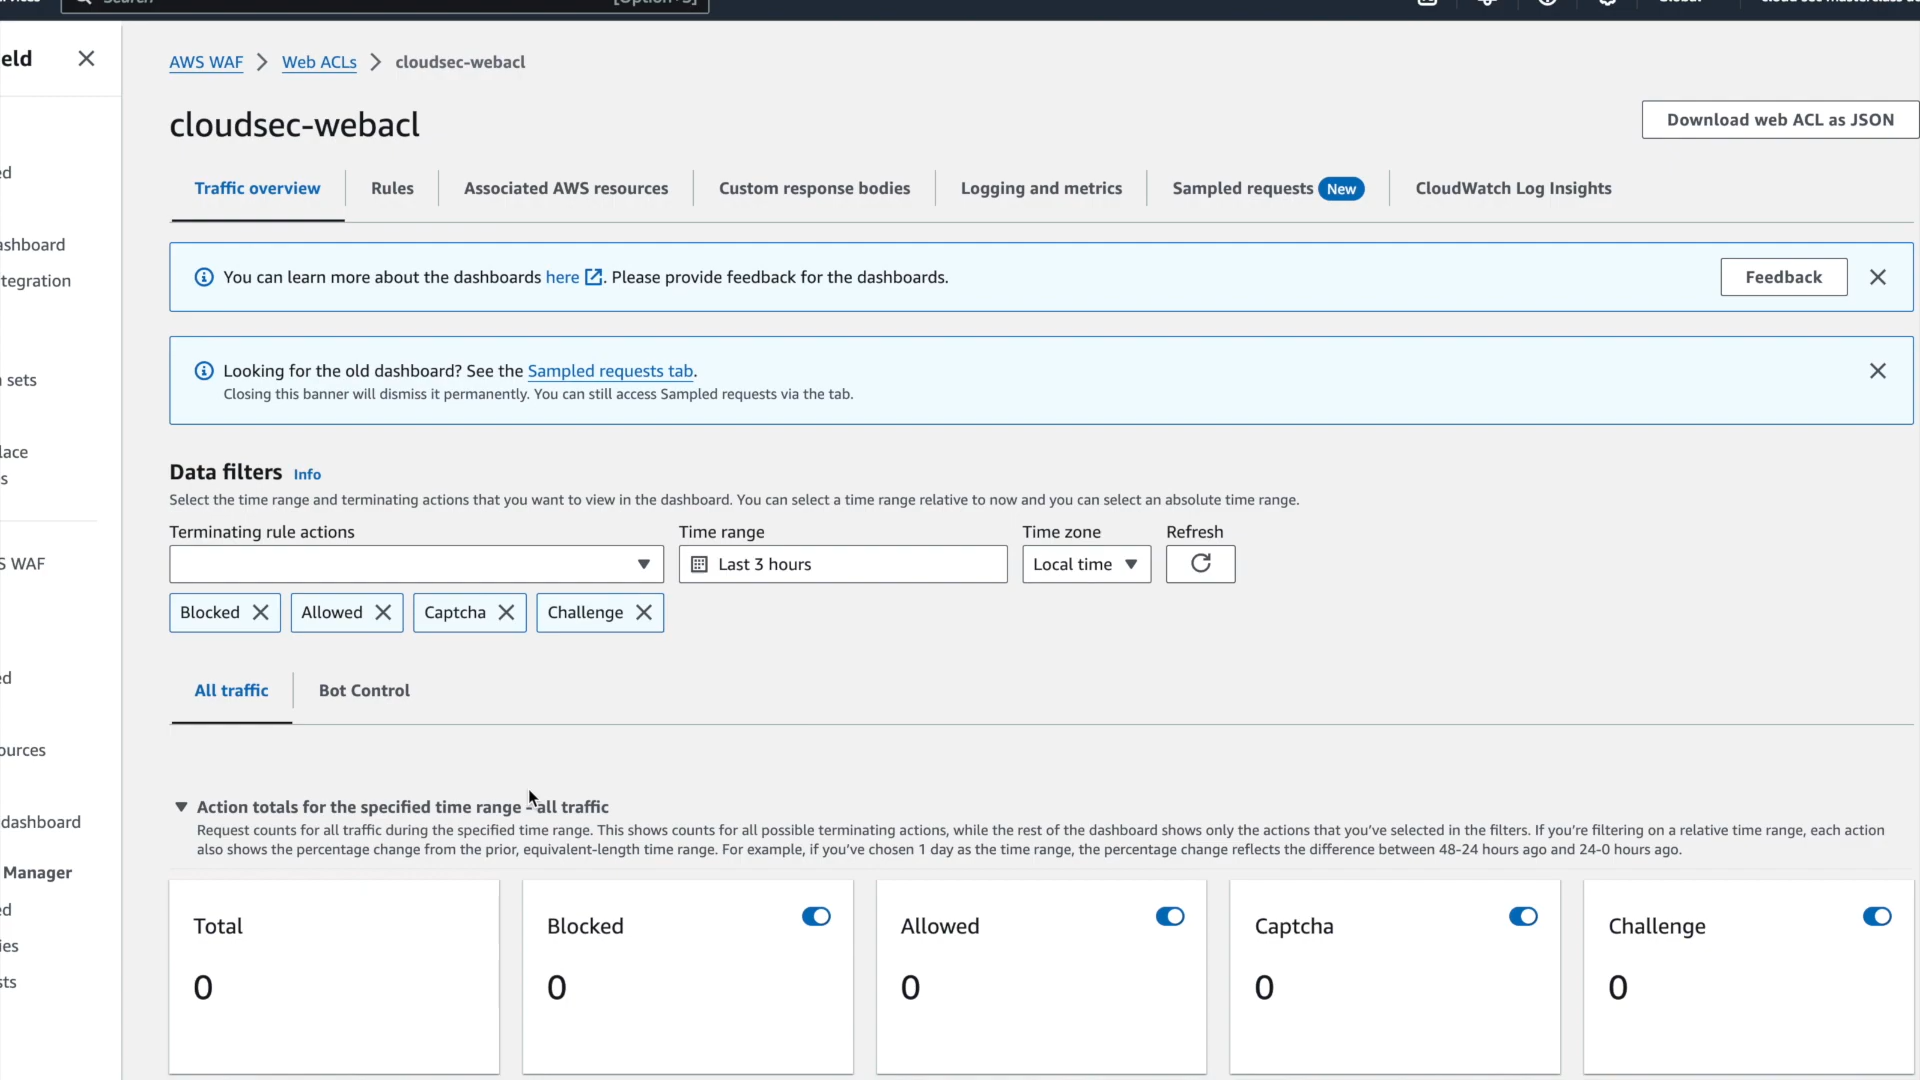 Global
eld
AWS WAF > Web ACLs > cloudsec-webacl
cloudsec-webacl
Download web ACL as JSON
Traffic overview
Rules
Associated AWS resources
Custom response bodies
Logging and metrics
Sampled requests New
CloudWatch Log Insights
You can learn more about the dashboards here. Please provide feedback for the dashboards.
Feedback
Looking for the old dashboard? See the Sampled requests tab.
Closing this banner will dismiss it permanently. You can still access Sampled requests via the tab.
ed
ashboard
tegration
sets
lace
s
S WAF
ed
ources
dashboard
Manager
ed
ies
sts
Data filters Info
Select the time range and terminating actions that you want to view in the dashboard. You can select a time range relative to now and you can select an absolute time range.
Terminating rule actions
Time range
Time zone
Refresh
Last 3 hours
Local time
Blocked
Allowed
Captcha
Challenge
All traffic
Bot Control
Action totals for the specified time range - all traffic
Request counts for all traffic during the specified time range. This shows counts for all possible terminating actions, while the rest of the dashboard shows only the actions that you've selected in the filters. If you're filtering on a relative time range, each action
also shows the percentage change from the prior, equivalent-length time range. For example, if you've chosen 1 day as the time range, the percentage change reflects the difference between 48-24 hours ago and 24-0 hours ago.
Total
0
Blocked
0
Allowed
0
Captcha
0
Challenge
0